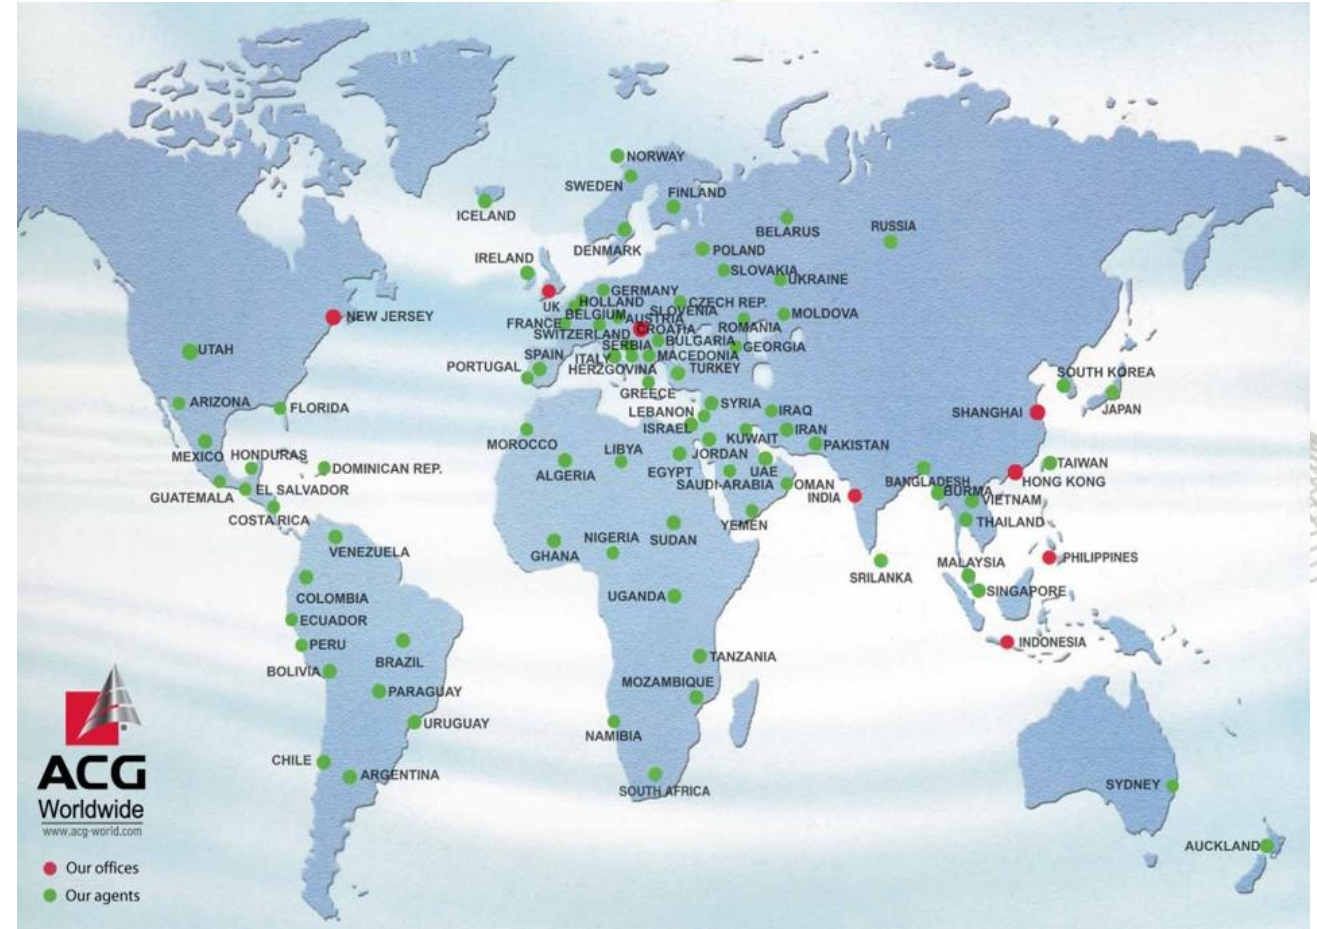 NORWAY
SWEDEN
FINLAND
ICELAND
BELARUS
RUSSIA
DENMARK
POLAND
IRELAND
SLOVAKIA
UKRAINE
GERMANY
UK
HOLLAND
CZECH REP.
SLOVENIA
BELGIUM
AUSTRIA
MOLDOVA
NEW JERSEY
FRANCE
CROATIA
ROMANIA
SWITZERLAND
BULGARIA
SERBIA
GEORGIA
UTAH
SPAIN
ITALY
MACEDONIA
PORTUGAL
HERZGOVINA
TURKEY
SOUTH KOREA
GREECE
ARIZONA
FLORIDA
SYRIA
LEBANON
IRAQ
SHANGHAI
JAPAN
ISRAEL
IRAN
KUWAIT
MOROCCO
PAKISTAN
MEXICO
HONDURAS
LIBYA
JORDAN
DOMINICAN REP.
ALGERIA
EGYPT
UAE
TAIWAN
GUATEMALA
EL SALVADOR
SAUDI-ARABIA
OMAN
INDIA
BANGLADESH
HONG KONG
BURMA
VIETNAM
COSTA RICA
YEMEN
THAILAND
VENEZUELA
GHANA
NIGERIA
SUDAN
PHILIPPINES
MALAYSIA
SRILANKA
COLOMBIA
UGANDA
SINGAPORE
ECUADOR
PERU
INDONESIA
BRAZIL
TANZANIA
BOLIVIA
MOZAMBIQUE
PARAGUAY
URUGUAY
NAMIBIA
CHILE
ARGENTINA
SOUTH AFRICA
SYDNEY
AUCKLAND
ACG
Worldwide
www.acg-world.com
Our offices
Our agents